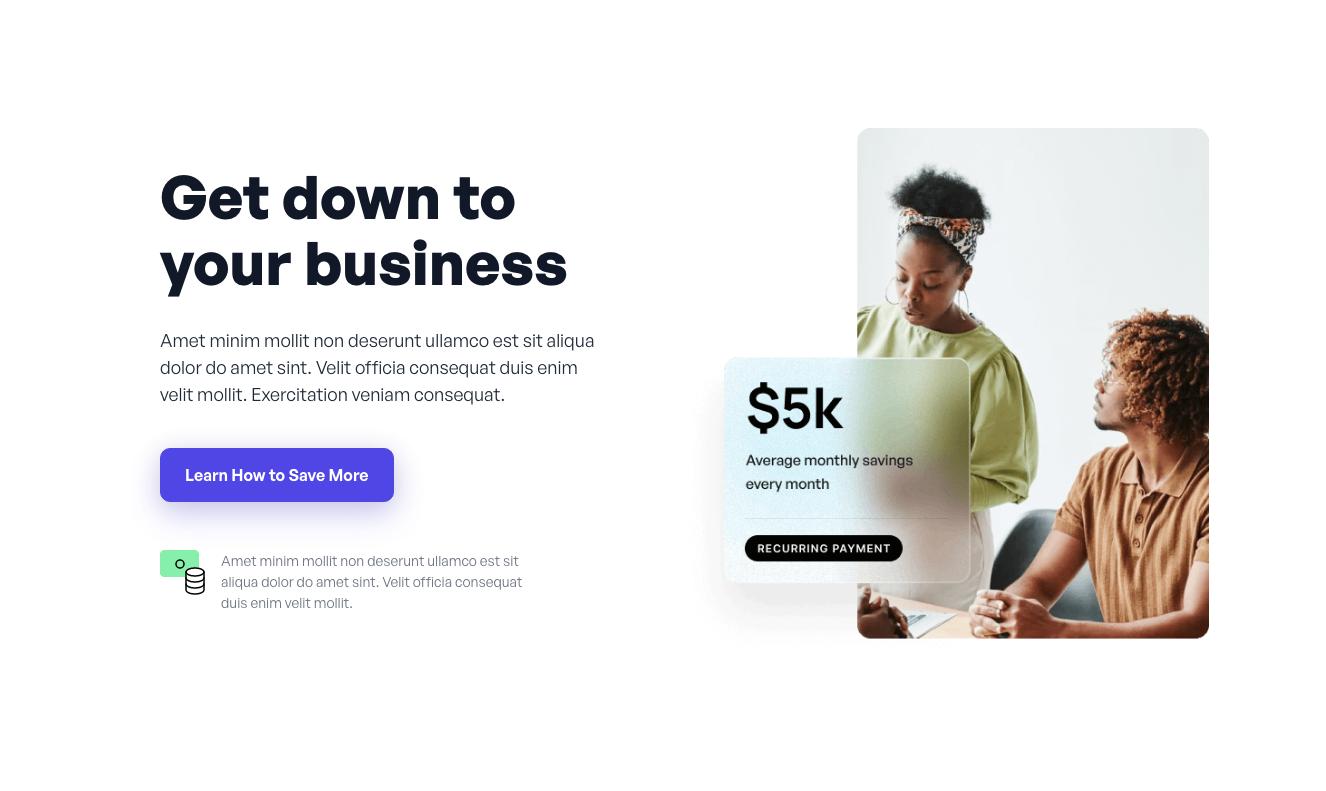 Get down to
your business
Amet minim mollit non deserunt ullamco est sit aliqua
dolor do amet sint. Velit officia consequat duis enim
velit mollit. Exercitation veniam consequat.
Learn How to Save More
Amet minim mollit non deserunt ullamco est sit
aliqua dolor do amet sint. Velit officia consequat
duis enim velit mollit.
$5k
Average monthly savings
every month
RECURRING PAYMENT